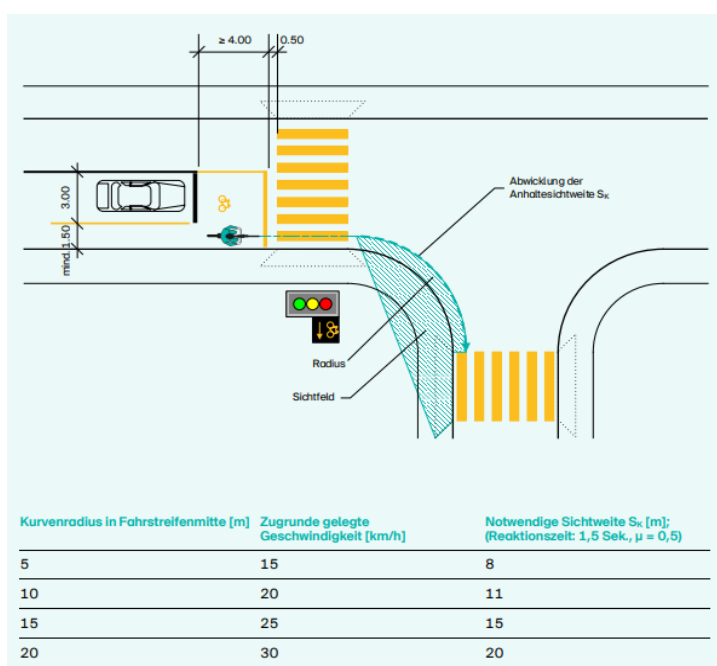 ≥ 4.00
0.50
3.00
mind. 1.50
Abwicklung der
Anhaltesichtweite Sₖ
Radius
Sichtfeld
Kurvenradius in Fahrstreifenmitte [m] Zugrunde gelegte Geschwindigkeit [km/h] Notwendige Sichtweite Sₖ [m]; (Reaktionszeit: 1,5 Sek., µ = 0,5)
5 15 8
10 20 11
15 25 15
20 30 20